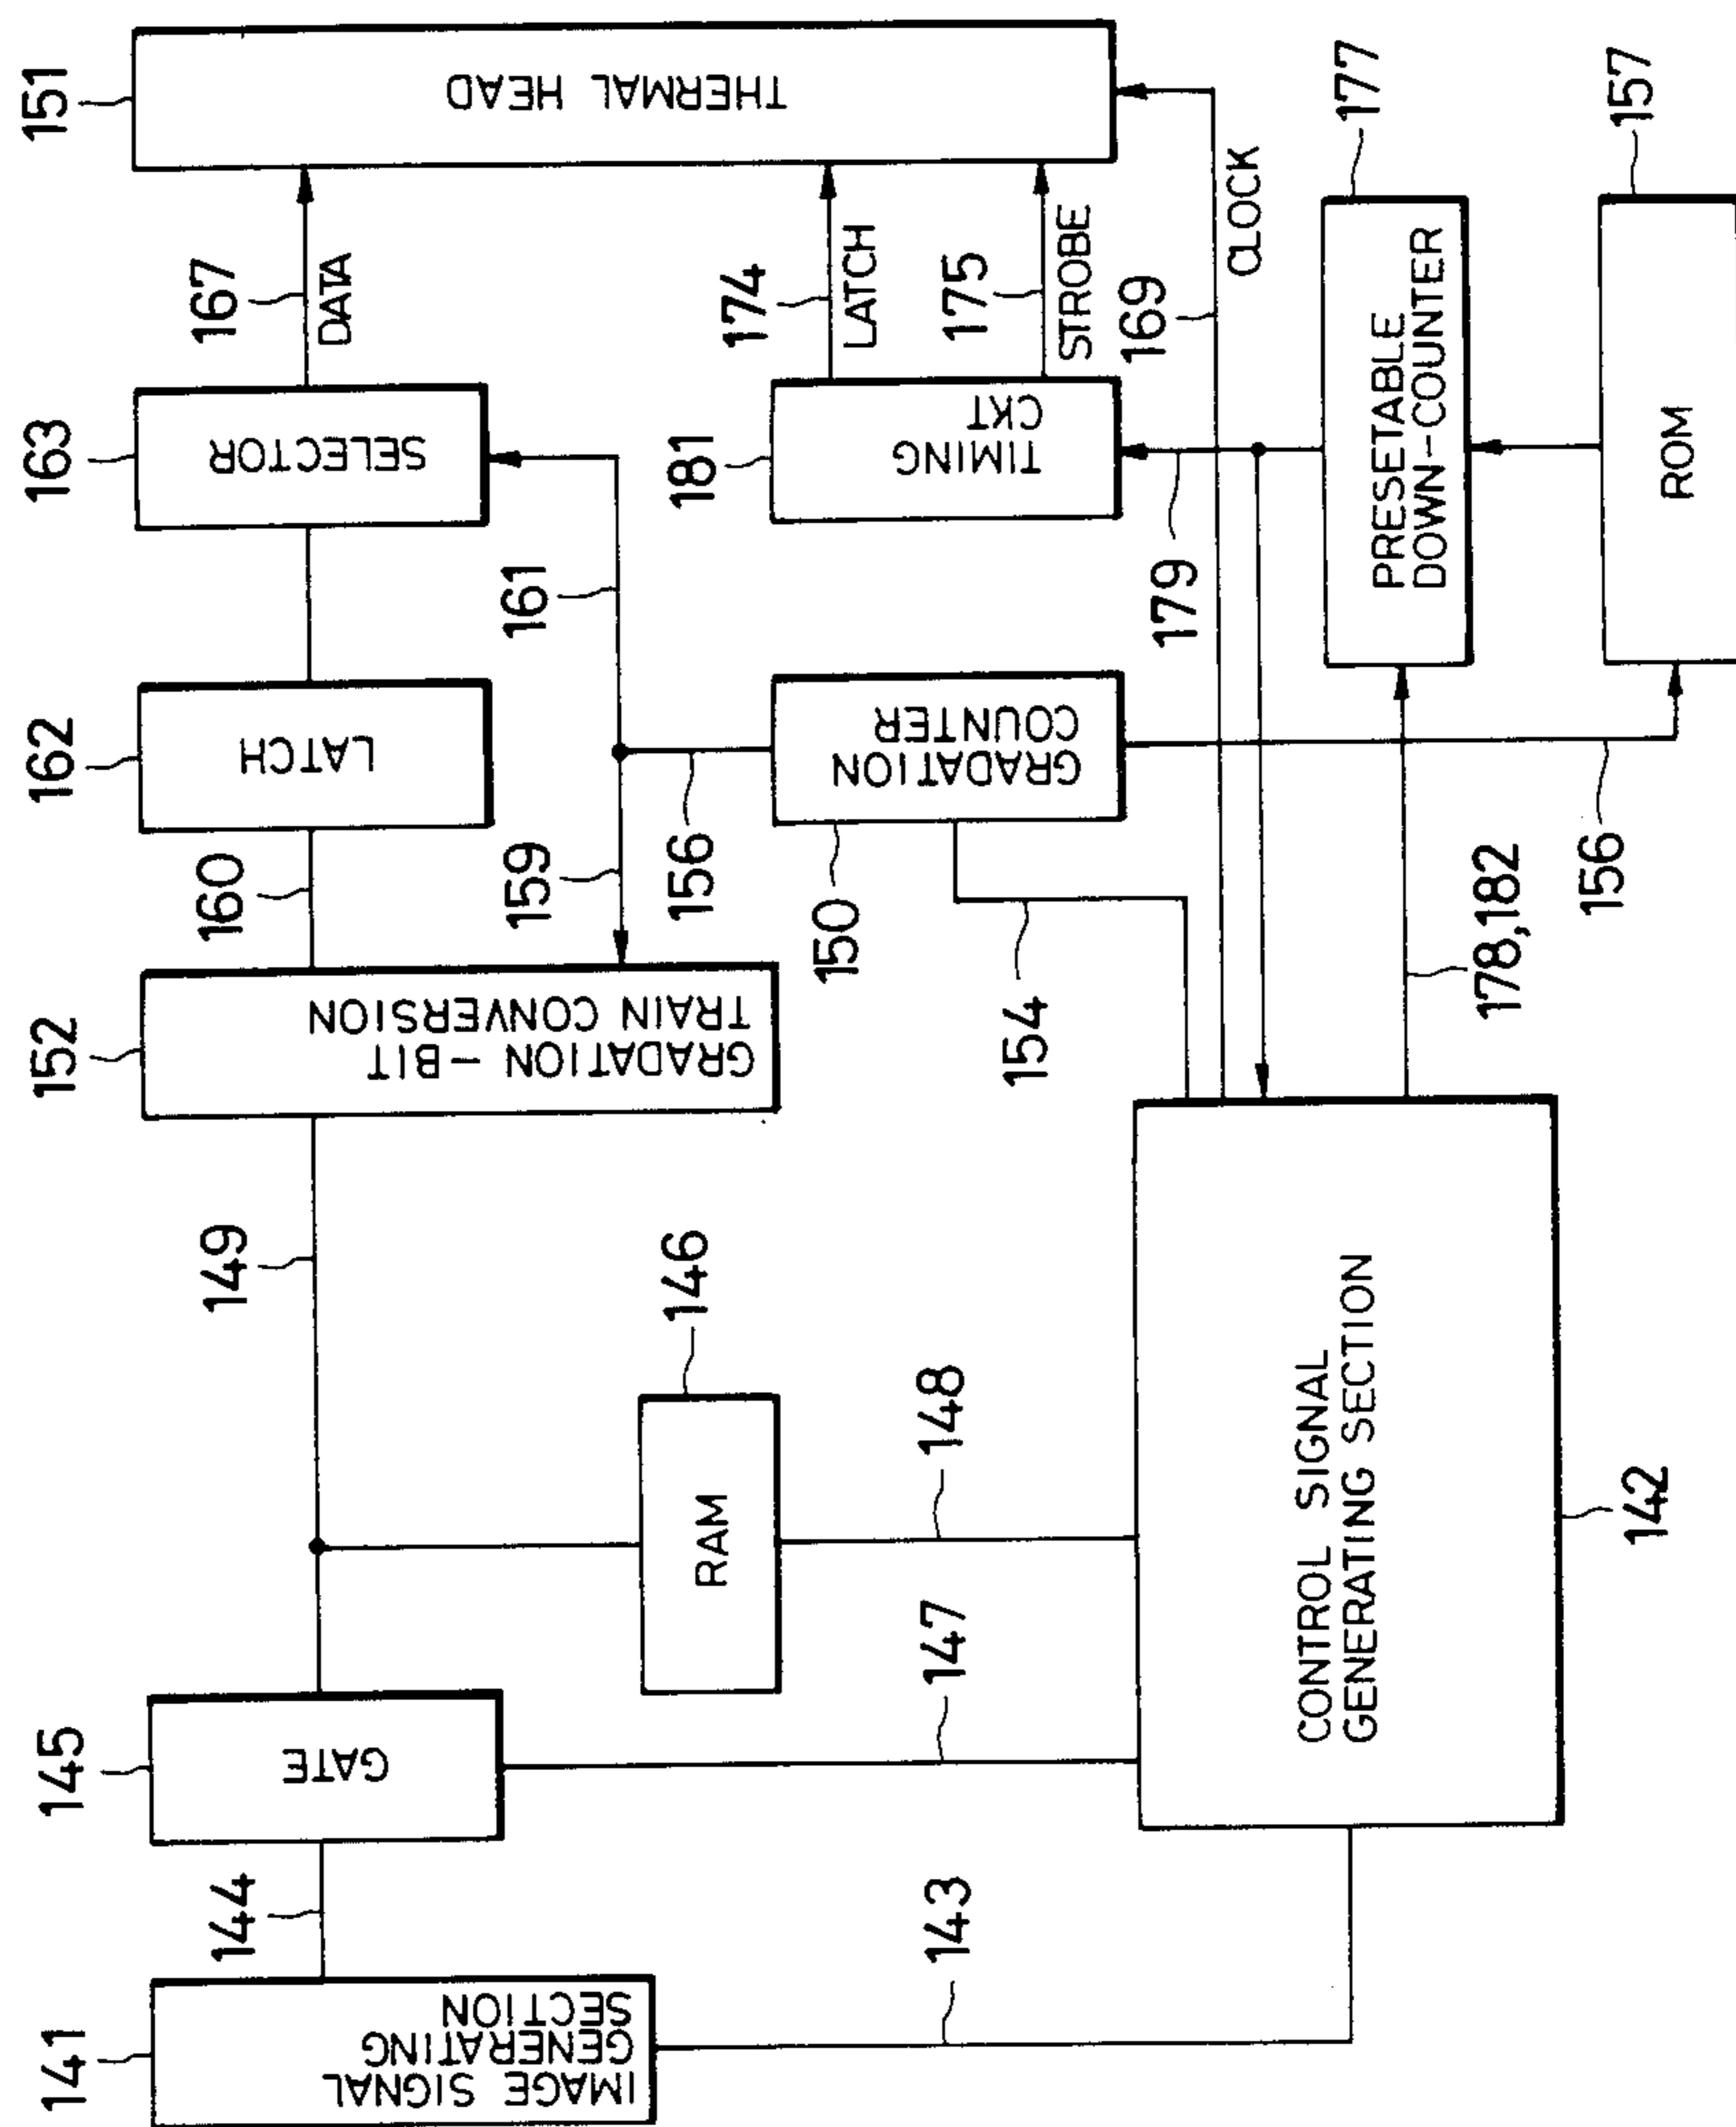 141
IMAGE SIGNAL
GENERATING
SECTION
144
145
GATE
149
152
GRADATION-BIT
TRAIN CONVERSION
160
162
LATCH
163
SELECTOR
167
DATA
151
THERMAL HEAD
146
RAM
159
161
156
150
GRADATION
COUNTER
181
TIMING
CKT
174
LATCH
175
STROBE
143
147
148
154
179
169
CLOCK
CONTROL SIGNAL
GENERATING SECTION
142
178,182
PRESETABLE
DOWN-COUNTER
177
156
ROM
157